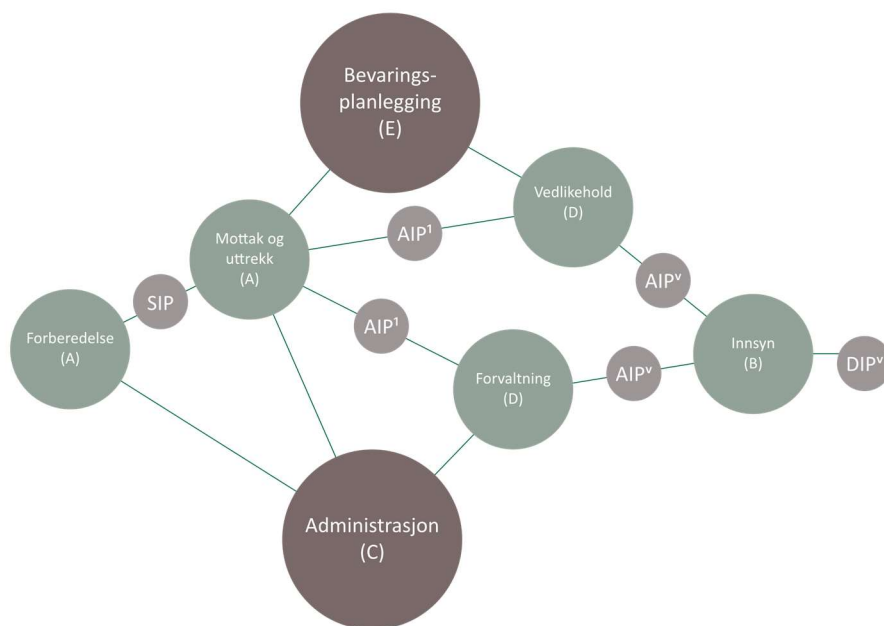 Bevarings-
planlegging
(E)
Vedlikehold
(D)
Mottak og
uttrekk
(A)
AIP¹
SIP
AIPᵛ
AIP¹
Forberedelse
(A)
Innsyn
(B)
DIPᵛ
Forvaltning
(D)
AIPᵛ
Administrasjon
(C)